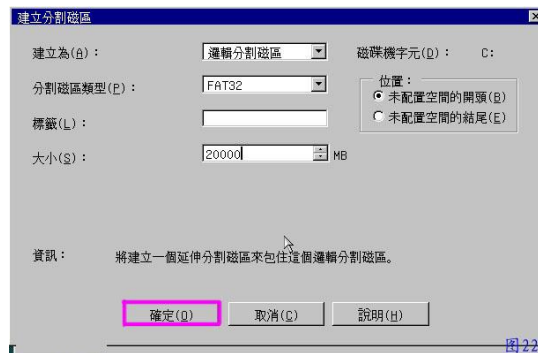 建立分割磁區
建立為(A)： 邏輯分割磁區 磁碟機字元(D)： C:
分割磁區類型(P)： FAT32 位置：
未配置空間的開頭(B)
標籤(L)： 未配置空間的結尾(E)
大小(S)： 20000 MB
資訊： 將建立一個延伸分割磁區來包住這個邏輯分割磁區。
確定(O) 取消(C) 說明(H)
图22